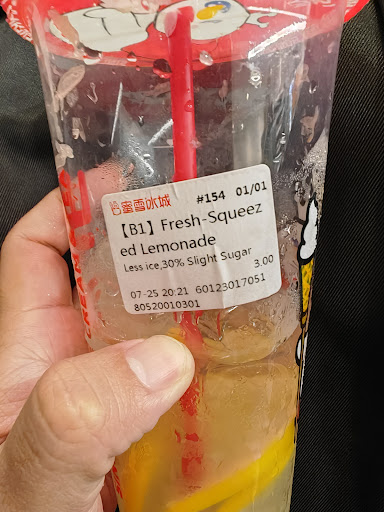 蜜雪冰城 #154 01/01
【B1】Fresh-Squeez
ed Lemonade
Less ice,30% Slight Sugar
3.00
07-25 20:21 60123017051
80520010301